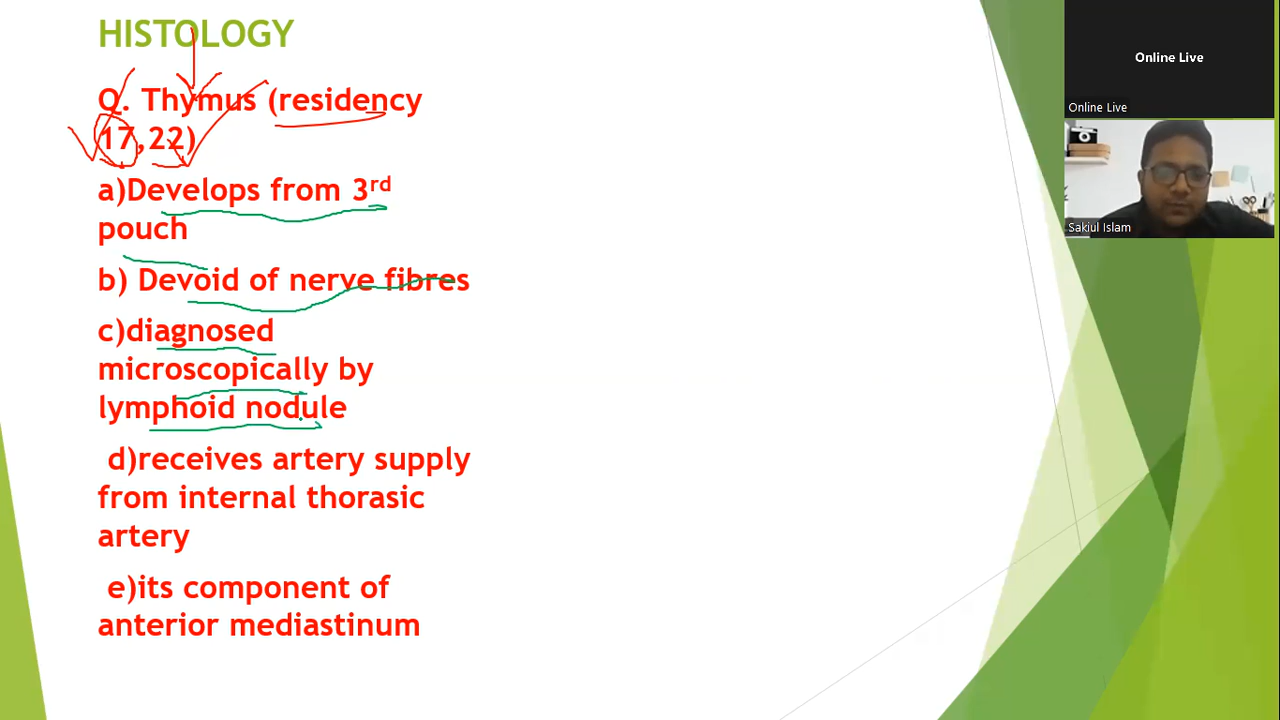 HISTOLOGY
Q. Thymus (residency
17,22)
a)Develops from 3rd
pouch
b) Devoid of nerve fibres
c)diagnosed
microscopically by
lymphoid nodule
d)receives artery supply
from internal thorasic
artery
e)its component of
anterior mediastinum
Online Live
Online Live
Sakiul Islam